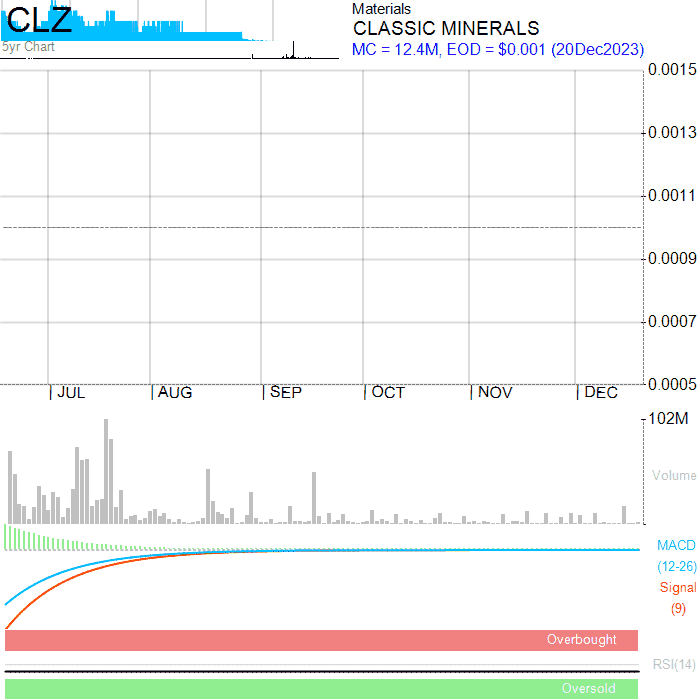 CLZ
5yr Chart
Materials
CLASSIC MINERALS
MC = 12.4M, EOD = $0.001 (20Dec2023)
0.0015
0.0013
0.0011
0.0009
0.0007
0.0005
JUL AUG SEP OCT NOV DEC
102M
Volume
MACD
(12-26)
Signal
(9)
Overbought
RSI(14)
Oversold